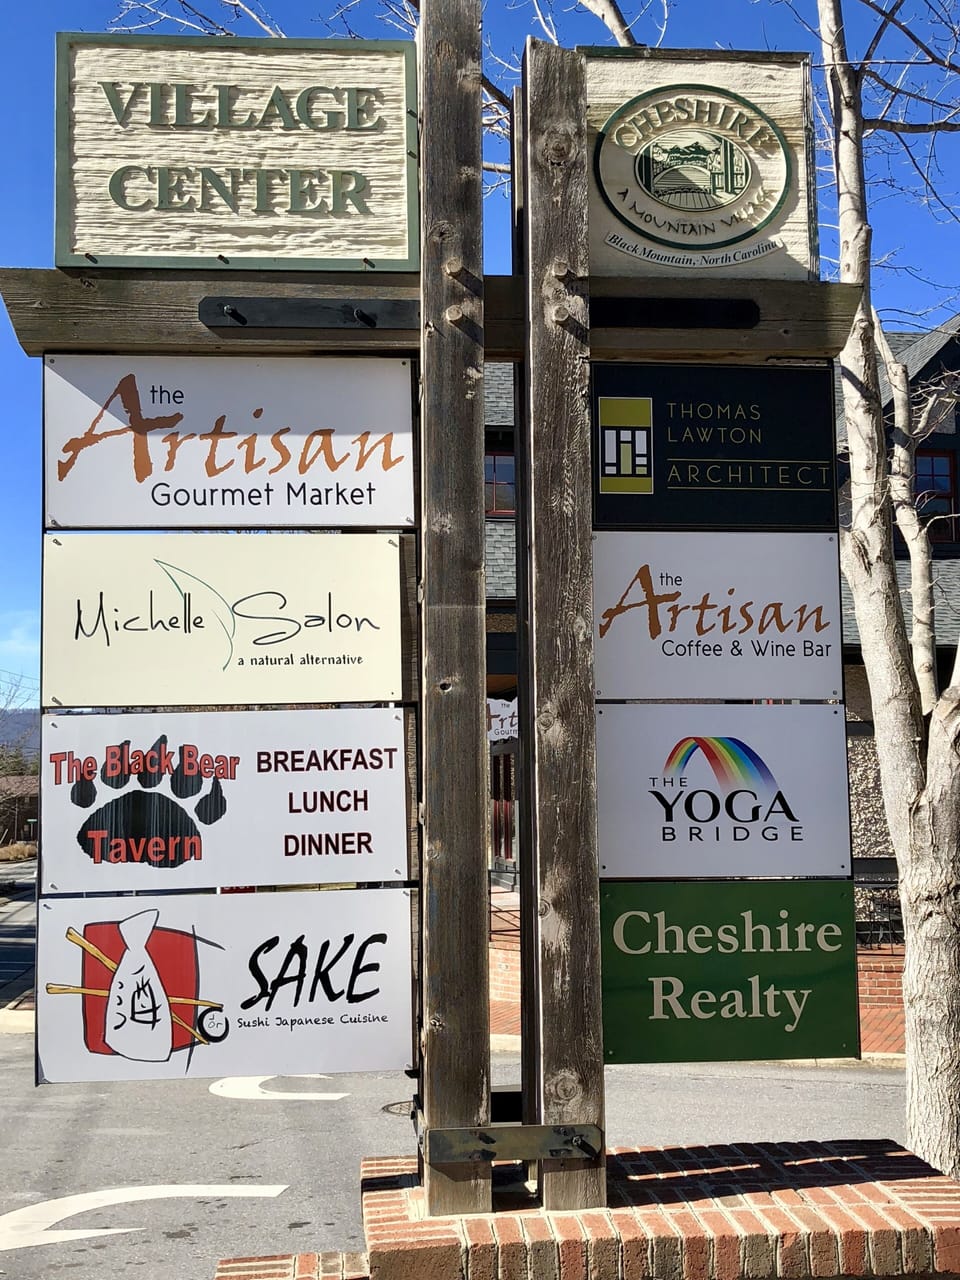 VILLAGE
CENTER
CHESHIRE
A MOUNTAIN VILLAGE
Black Mountain, North Carolina
the
Artisan
Gourmet Market
Michelle Salon
a natural alternative
The Black Bear
Tavern
BREAKFAST
LUNCH
DINNER
SAKE
Sushi Japanese Cuisine
THOMAS
LAWTON
ARCHITECT
the
Artisan
Coffee & Wine Bar
THE
YOGA
BRIDGE
Cheshire
Realty